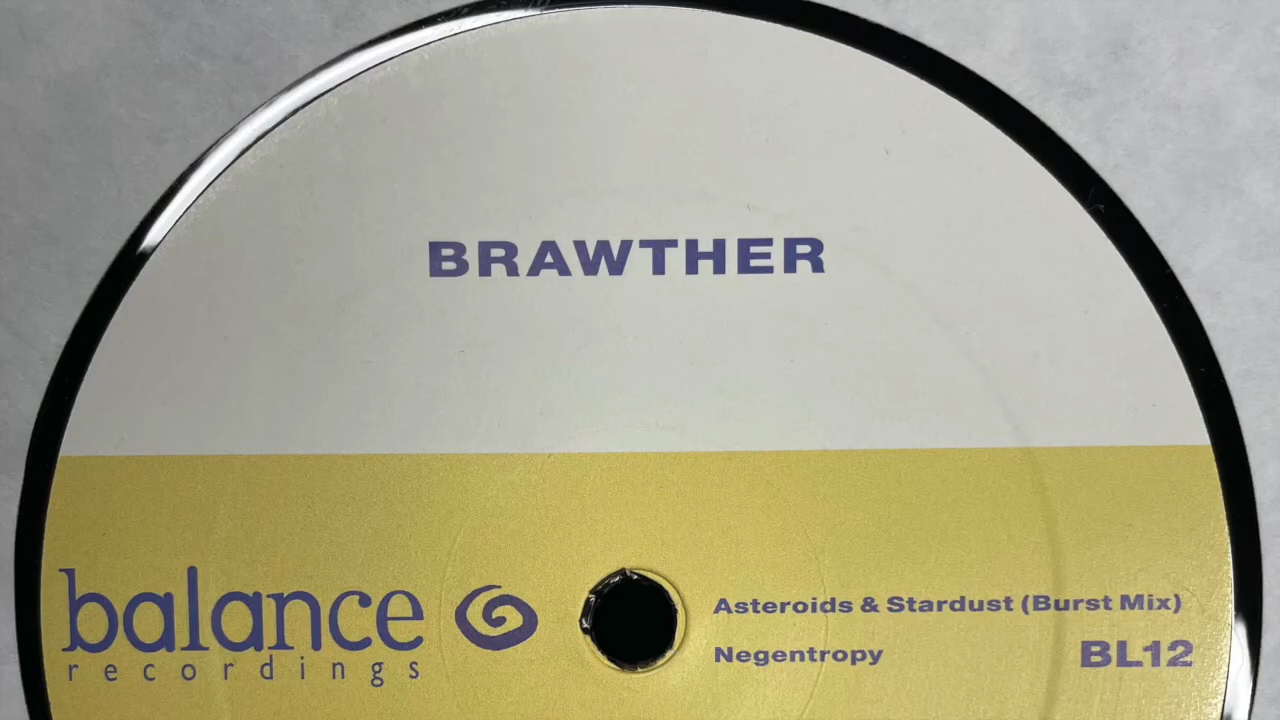 BRAWTHER
balance
recordings
Asteroids & Stardust (Burst Mix)
Negentropy
BL12